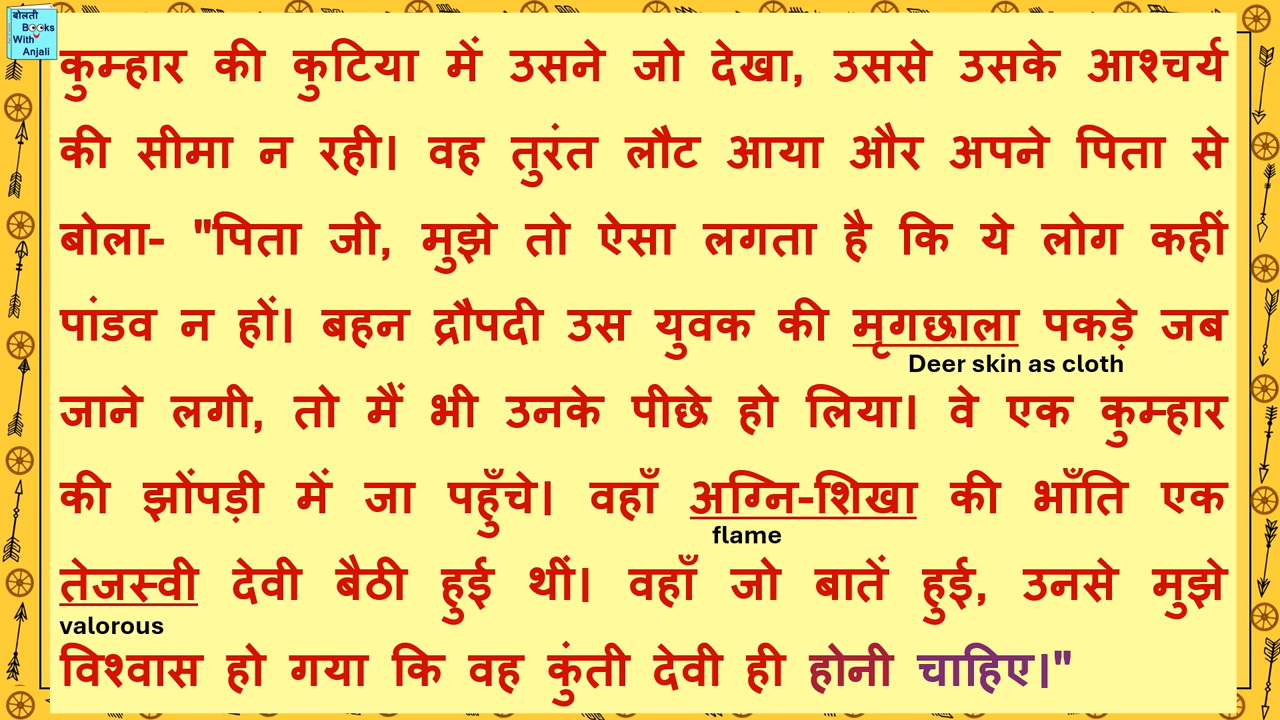 बोलती
Books
With
Anjali
कुम्हार की कुटिया में उसने जो देखा, उससे उसके आश्चर्य
की सीमा न रही। वह तुरंत लौट आया और अपने पिता से
बोला- "पिता जी, मुझे तो ऐसा लगता है कि ये लोग कहीं
पांडव न हों। बहन द्रौपदी उस युवक की मृगछाला पकड़े जब
Deer skin as cloth
जाने लगी, तो मैं भी उनके पीछे हो लिया। वे एक कुम्हार
की झोंपड़ी में जा पहुँचे। वहाँ अग्नि-शिखा की भाँति एक
flame
तेजस्वी देवी बैठी हुई थीं। वहाँ जो बातें हुई, उनसे मुझे
valorous
विश्वास हो गया कि वह कुंती देवी ही होनी चाहिए।"